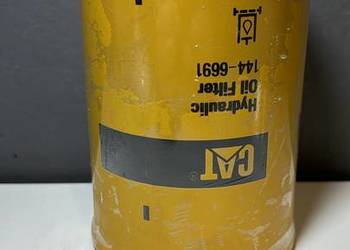 CAT®
Hydraulic
Oil Filter
144-6691